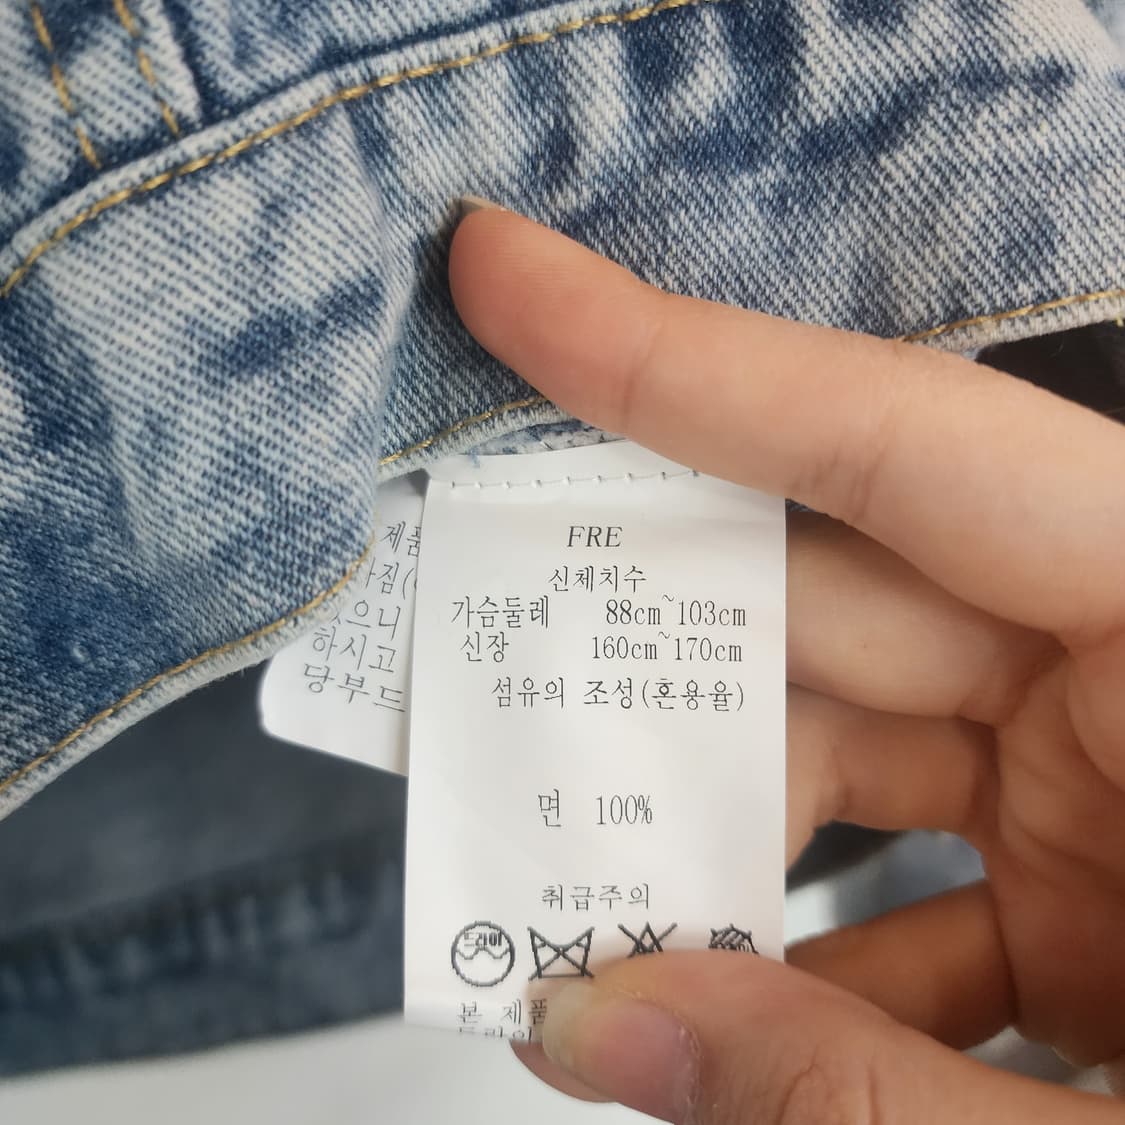 FRE
신체치수
가슴둘레 88cm~103cm
신장 160cm~170cm
섬유의 조성(혼용율)
면 100%
취급주의
드라이
본 제품
제품
으니
하시고
당부드